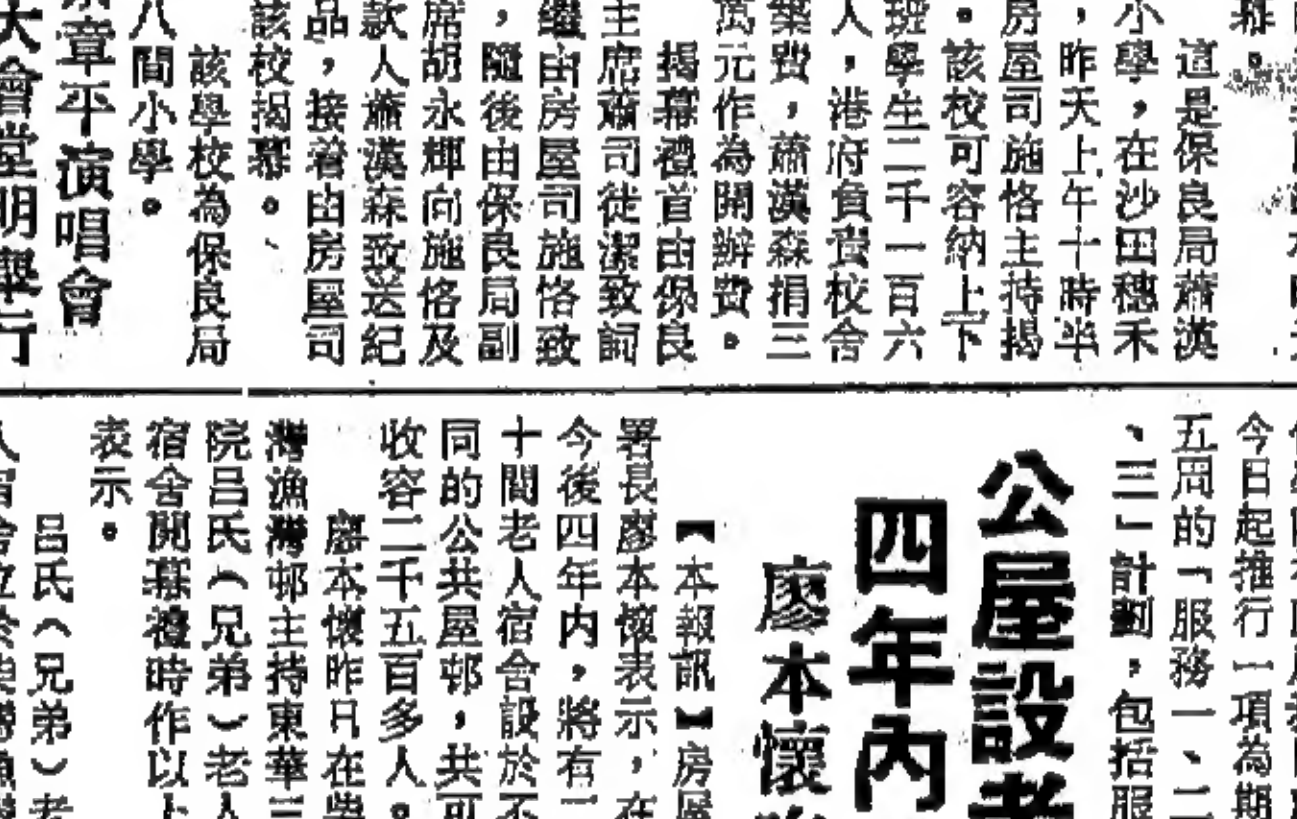 幕。
這是保良局蕭漢
小學，在沙田穗禾
，昨天上午十時半
房屋司施恪主持揭
。該校可容納上下
班學生二千一百六
人，港府負責校舍
築費，蕭漢森捐三
萬元作為開辦費。
揭幕禮首由保良
主席蕭司徒潔致詞
繼由房屋司施恪致
，隨後由保良局副
席胡永輝向施恪及
款人蕭漢森致送紀
品，接着由房屋司
該校揭幕。
該學校為保良局
八間小學。
章平演唱會
大會堂明舉行
今日起推行一項為期
五周的「服務一、二
、三」計劃，包括服
公屋設老
四年內
廖本懷
【本報訊】房屋
署長廖本懷表示，在
今後四年內，將有二
十間老人宿舍設於不
同的公共屋邨，共可
收容二千五百多人。
廖本懷昨日在柴
灣漁灣邨主持東華三
院呂氏（兄弟）老人
宿舍開幕禮時作以上
表示。
呂氏（兄弟）老